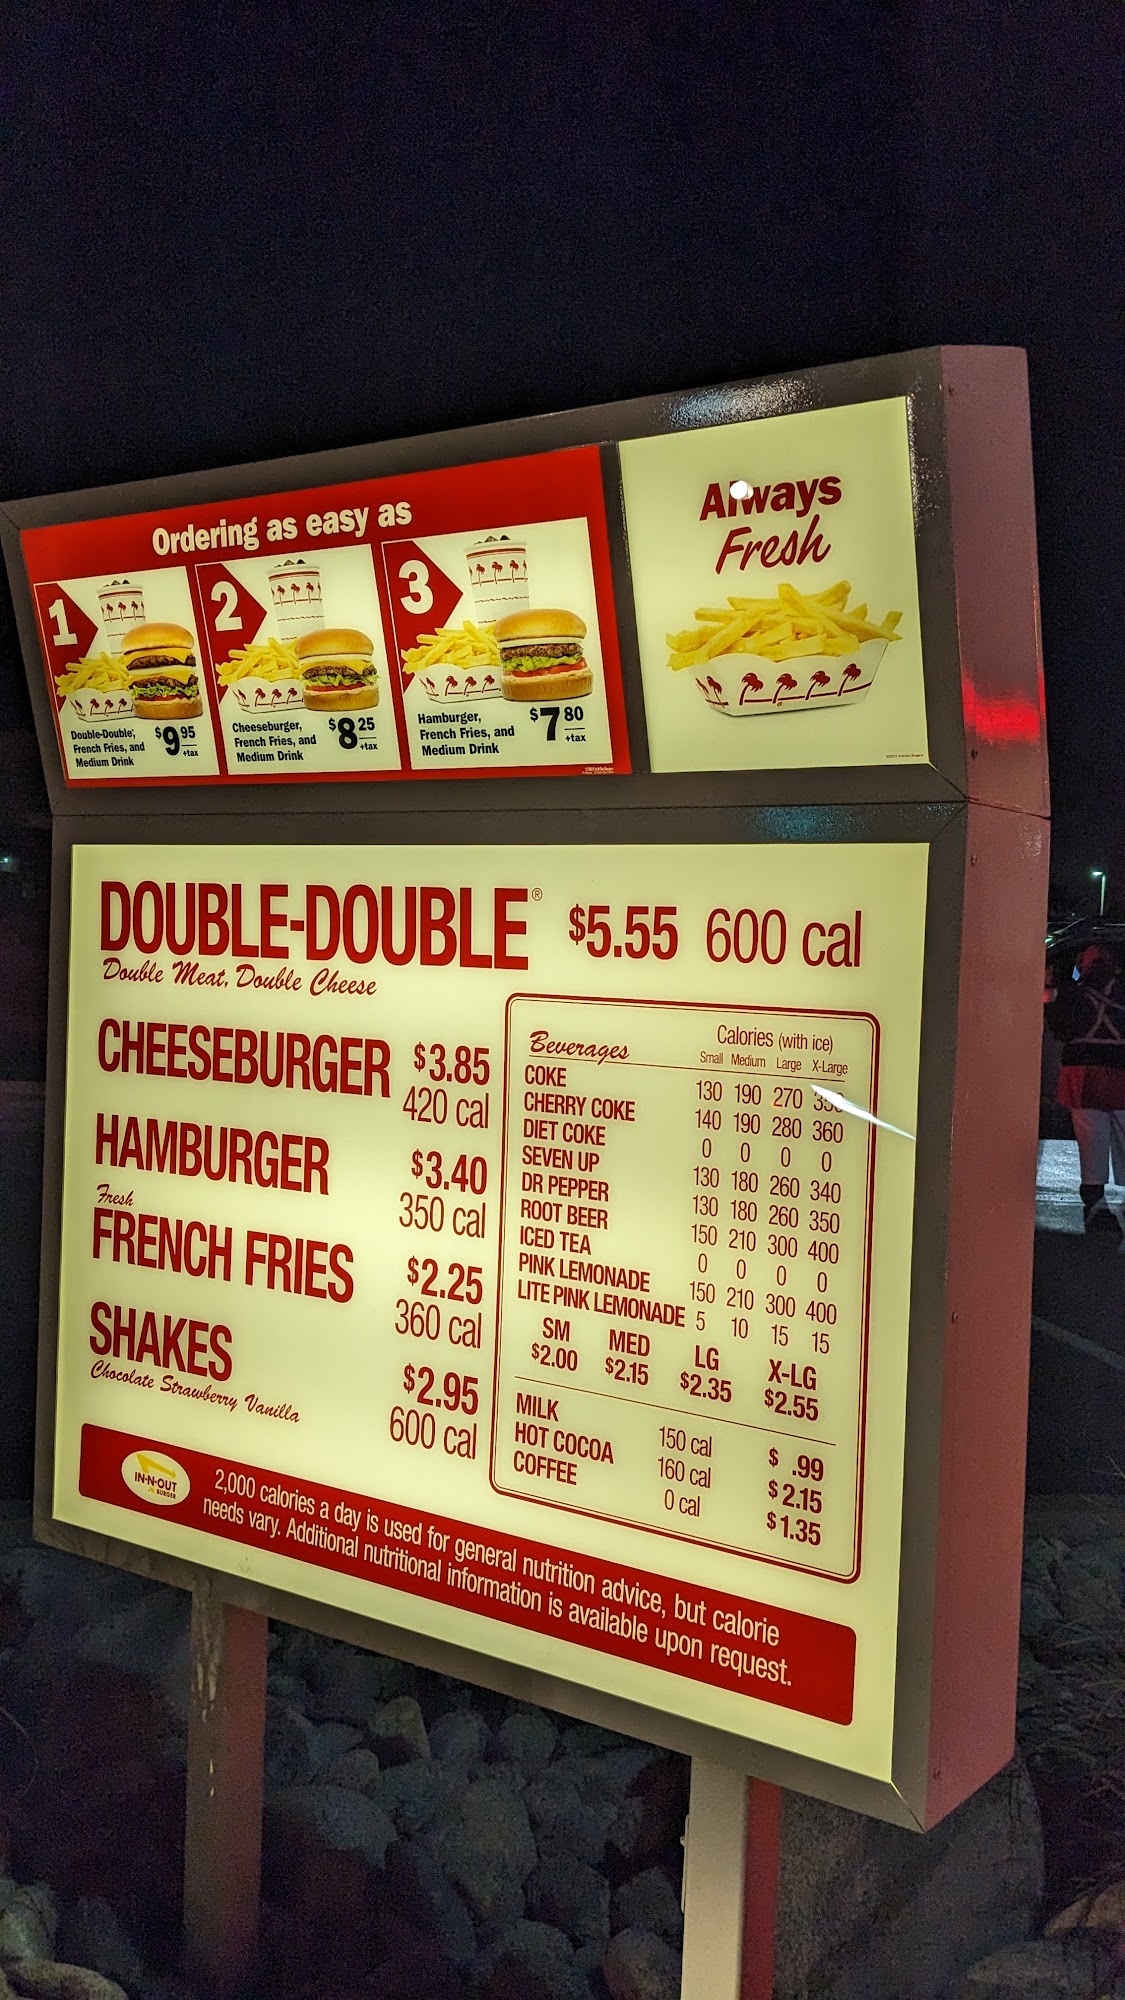 Ordering as easy as
1
Double-Double,
French Fries, and
Medium Drink
$9 95
+tax
2
Cheeseburger,
French Fries, and
Medium Drink
$8 25
+tax
3
Hamburger,
French Fries, and
Medium Drink
$7 80
+tax
Always
Fresh
DOUBLE-DOUBLE® $5.55 600 cal
Double Meat, Double Cheese
CHEESEBURGER $3.85
420 cal
HAMBURGER $3.40
350 cal
Fresh
FRENCH FRIES $2.25
360 cal
SHAKES $2.95
Chocolate Strawberry Vanilla 600 cal
Beverages Calories (with ice)
Small Medium Large X-Large
COKE 130 190 270 350
CHERRY COKE 140 190 280 360
DIET COKE 0 0 0 0
SEVEN UP 130 180 260 340
DR PEPPER 130 180 260 350
ROOT BEER 150 210 300 400
ICED TEA 0 0 0 0
PINK LEMONADE 150 210 300 400
LITE PINK LEMONADE 5 10 15 15
SM MED LG X-LG
$2.00 $2.15 $2.35 $2.55
MILK 150 cal $ .99
HOT COCOA 160 cal $2.15
COFFEE 0 cal $1.35
IN-N-OUT
BURGER
2,000 calories a day is used for general nutrition advice, but calorie
needs vary. Additional nutritional information is available upon request.